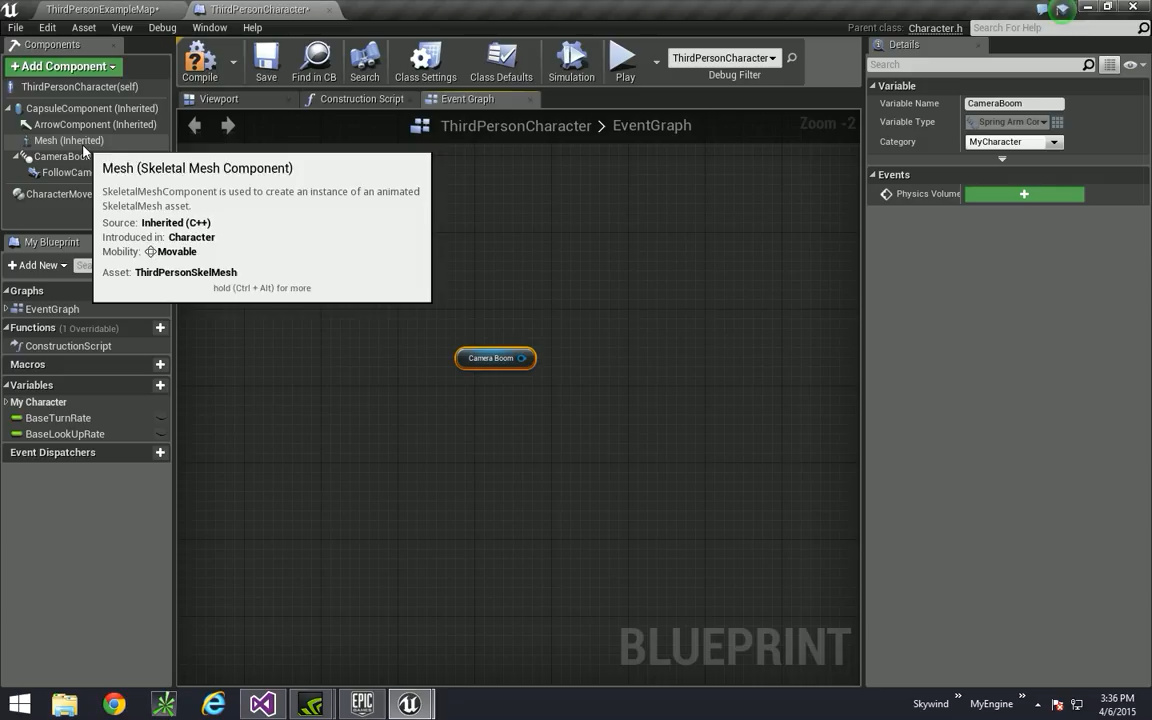 ThirdPersonExampleMap*
ThirdPersonCharacter*
File Edit Asset View Debug Window Help
Parent class: Character.h
Search For Help
Components
+Add Component
ThirdPersonCharacter(self)
CapsuleComponent (Inherited)
ArrowComponent (Inherited)
Mesh (Inherited)
CameraBoo
FollowCam
CharacterMove
Compile
Save
Find in CB
Search
Class Settings
Class Defaults
Simulation
Play
ThirdPersonCharacter
Debug Filter
Viewport
Construction Script
Event Graph
ThirdPersonCharacter > EventGraph
Zoom -2
Mesh (Skeletal Mesh Component)
SkeletalMeshComponent is used to create an instance of an animated
SkeletalMesh asset.
Source: Inherited (C++)
Introduced in: Character
Mobility: Movable
Asset: ThirdPersonSkelMesh
hold (Ctrl + Alt) for more
My Blueprint
+Add New
Sea
Graphs
EventGraph
Functions (1 Overridable)
ConstructionScript
Macros
Variables
My Character
BaseTurnRate
BaseLookUpRate
Event Dispatchers
Camera Boom
BLUEPRINT
Details
Search
Variable
Variable Name CameraBoom
Variable Type Spring Arm Cor
Category MyCharacter
Events
Physics Volume
Skywind
MyEngine
3:36 PM
4/6/2015
EPIC
GAMES